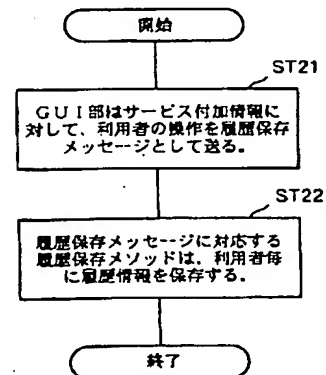 開始
ST21
GUI部はサービス付加情報に
対して、利用者の操作を履歴保存
メッセージとして送る。
ST22
履歴保存メッセージに対応する
履歴保存メソッドは、利用者毎
に履歴情報を保存する。
終了